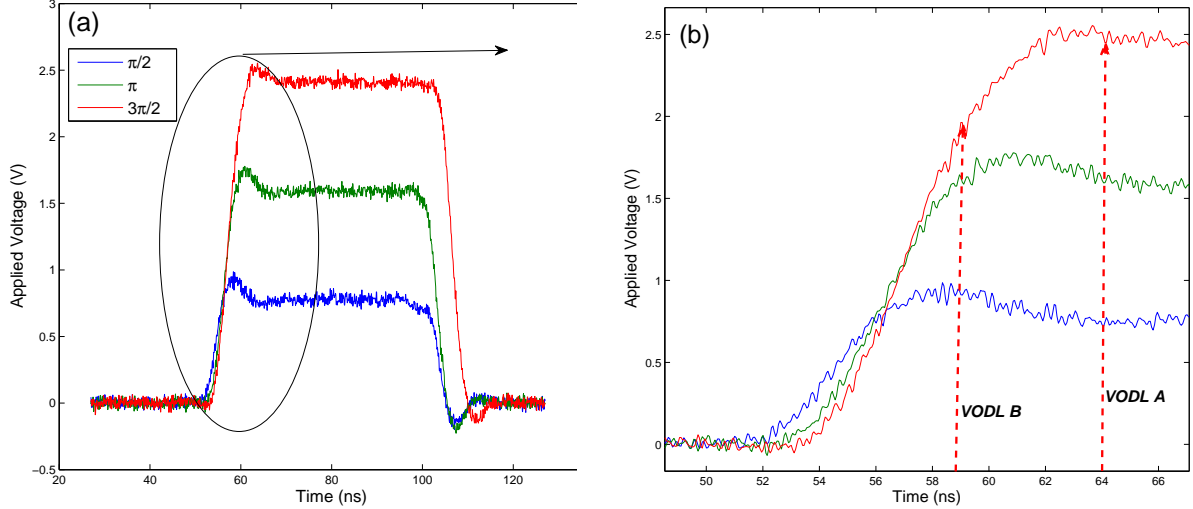 (a)
3
2.5
2
1.5
1
0.5
0
−0.5
Applied Voltage (V)
π/2
π
3π/2
20 40 60 80 100 120
Time (ns)
(b)
2.5
2
1.5
1
0.5
0
Applied Voltage (V)
VODL B
VODL A
50 52 54 56 58 60 62 64 66
Time (ns)